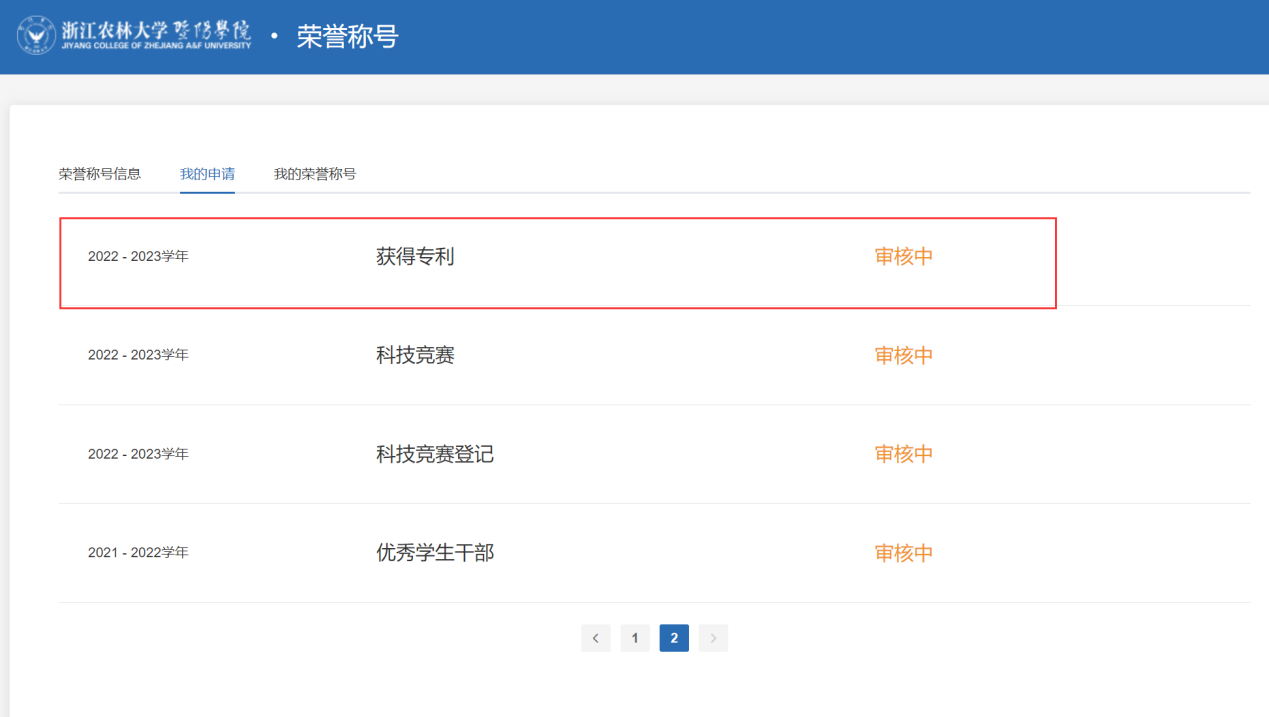 浙江农林大学 暨阳學院 • 荣誉称号
JIYANG COLLEGE OF ZHEJIANG A&F UNIVERSITY
荣誉称号信息 我的申请 我的荣誉称号
2022 - 2023学年 获得专利 审核中
2022 - 2023学年 科技竞赛 审核中
2022 - 2023学年 科技竞赛登记 审核中
2021 - 2022学年 优秀学生干部 审核中
< 1 2 >